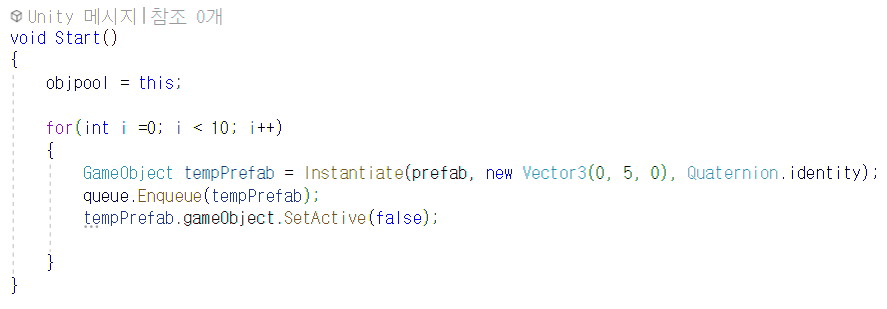 Unity 메시지 | 참조 0개
void Start()
{
    objpool = this;
    for(int i =0; i < 10; i++)
    {
        GameObject tempPrefab = Instantiate(prefab, new Vector3(0, 5, 0), Quaternion.identity);
        queue.Enqueue(tempPrefab);
        tempPrefab.gameObject.SetActive(false);
    }
}